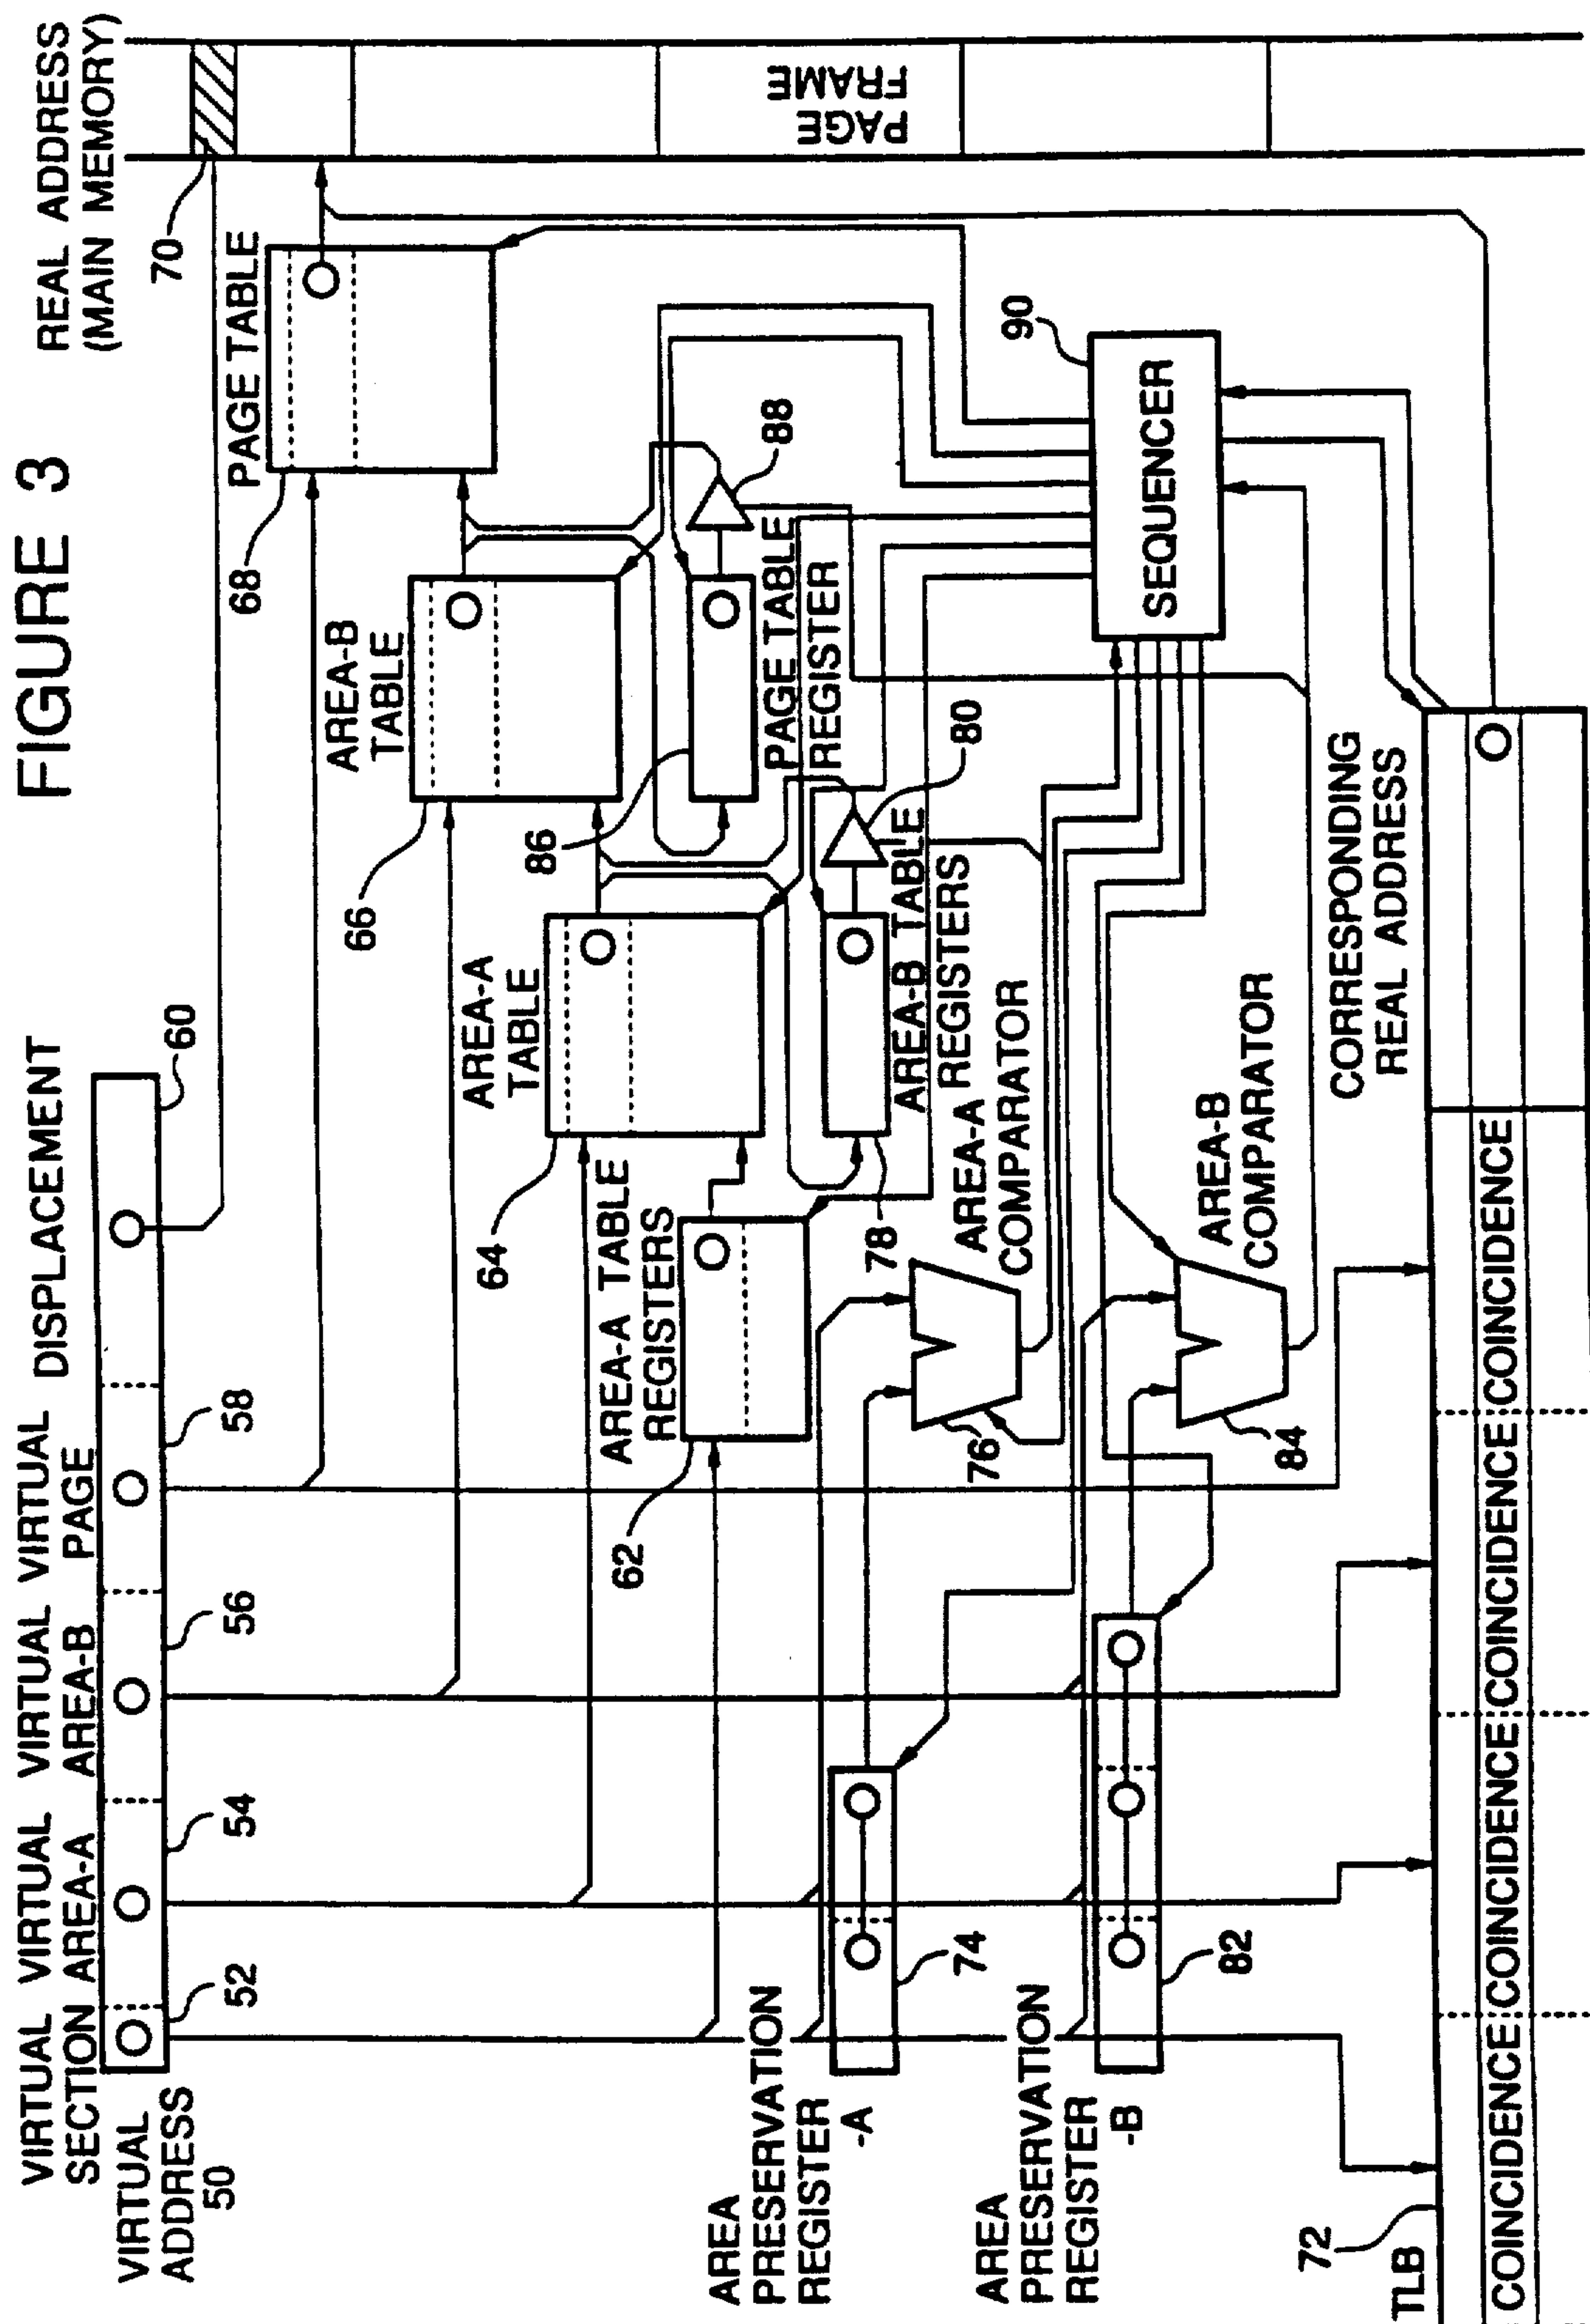 FIGURE 3
REAL ADDRESS
(MAIN MEMORY)
VIRTUAL
SECTION
VIRTUAL
AREA-A
VIRTUAL
AREA-B
VIRTUAL
PAGE
DISPLACEMENT
VIRTUAL
ADDRESS
50
52
54
56
58
60
70
PAGE TABLE
68
AREA-B
TABLE
66
AREA-A
TABLE
64
AREA-A TABLE
REGISTERS
62
PAGE
FRAME
88
86
PAGE TABLE
REGISTER
80
AREA-B TABLE
REGISTERS
78
AREA-A
COMPARATOR
76
AREA
PRESERVATION
REGISTER
-A
74
90
SEQUENCER
AREA-B
COMPARATOR
84
AREA
PRESERVATION
REGISTER
-B
82
CORRESPONDING
REAL ADDRESS
72
TLB
COINCIDENCE COINCIDENCE COINCIDENCE COINCIDENCE COINCIDENCE